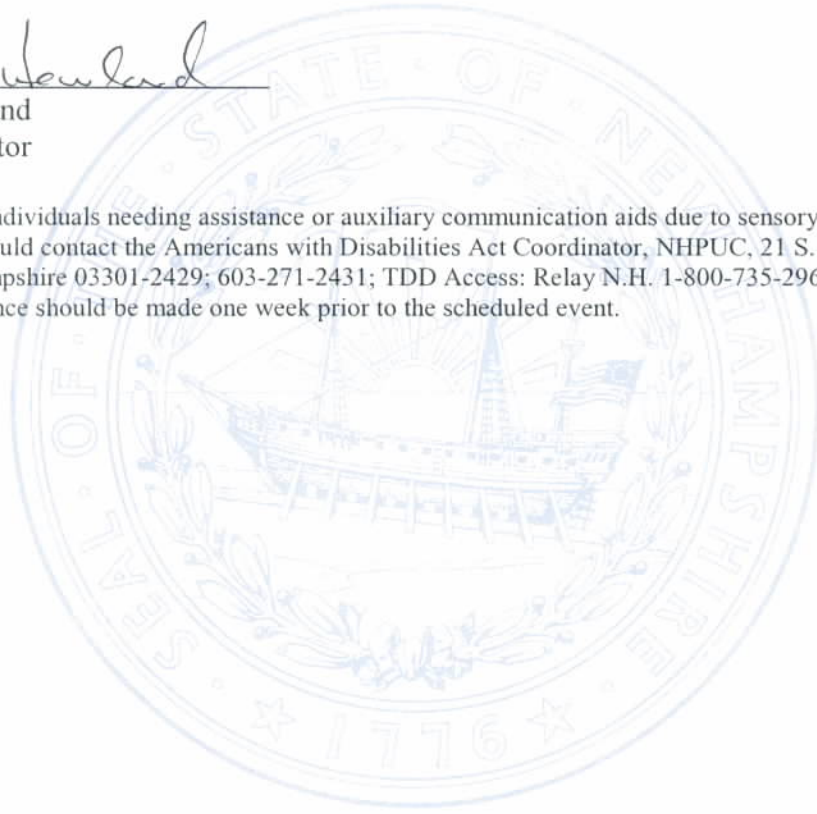 ewland
nd
tor
dividuals needing assistance or auxiliary communication aids due to sensory
uld contact the Americans with Disabilities Act Coordinator, NHPUC, 21 S.
pshire 03301-2429; 603-271-2431; TDD Access: Relay N.H. 1-800-735-296
nce should be made one week prior to the scheduled event.
SEAL · OF · THE · STATE · OF · NEW HAMPSHIRE
1776